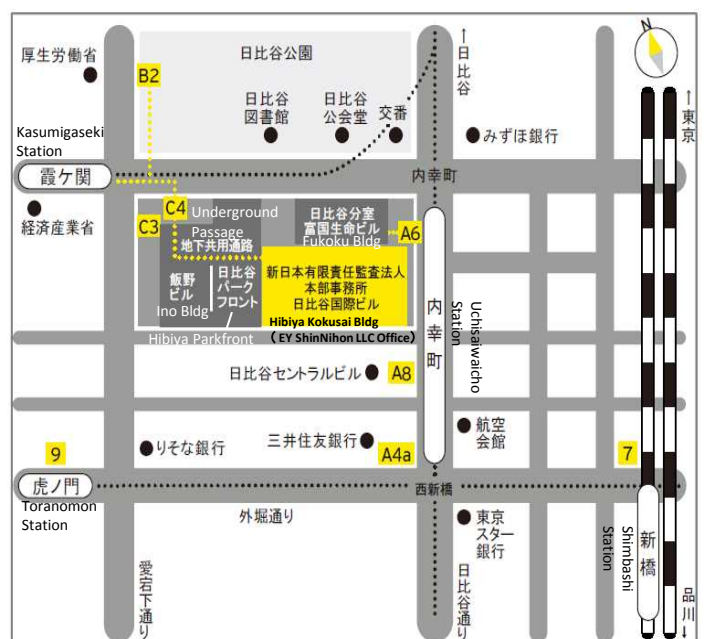 N
厚生労働省
日比谷公園
↑日比谷
B2
日比谷
図書館
日比谷
公会堂
交番
みずほ銀行
↑東京
Kasumigaseki
Station
霞ケ関
内幸町
経済産業省
C3
C4
Underground
Passage
地下共用通路
日比谷分室
富国生命ビル
Fukoku Bldg
A6
飯野
ビル
Ino Bldg
日比谷
パーク
フロント
Hibiya Parkfront
新日本有限責任監査法人
本部事務所
日比谷国際ビル
Hibiya Kokusai Bldg
（EY ShinNihon LLC Office）
内幸町
Uchisaiwaicho
Station
日比谷セントラルビル
A8
りそな銀行
三井住友銀行
A4a
航空
会館
9
7
虎ノ門
Toranomon
Station
西新橋
外堀通り
東京
スター
銀行
Shimbashi
Station
新橋
愛宕下通り
日比谷通り
品川↓